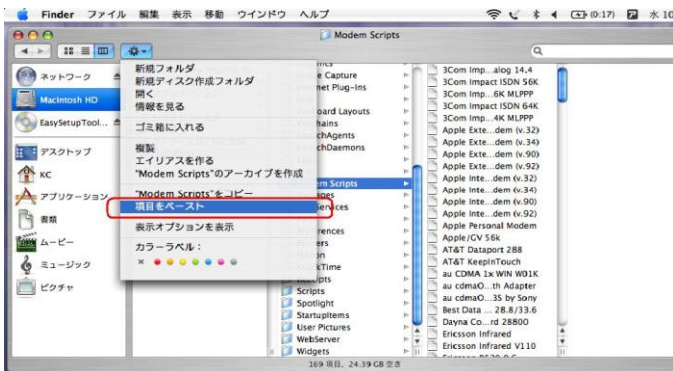 Finder ファイル 編集 表示 移動 ウインドウ ヘルプ
(0:17)
水 10
Modem Scripts
ネットワーク
Macintosh HD
EasySetupTool...
デスクトップ
KC
アプリケーション
書類
ムービー
ミュージック
ピクチャ
新規フォルダ
新規ディスク作成フォルダ
開く
情報を見る
ゴミ箱に入れる
複製
エイリアスを作る
"Modem Scripts"のアーカイブを作成
"Modem Scripts"をコピー
項目をペースト
表示オプションを表示
カラーラベル：
e Capture
net Plug-Ins
oard Layouts
chains
chAgents
chDaemons
em Scripts
Services
erences
ers
kTime
Receipts
Scripts
Spotlight
StartupItems
User Pictures
WebServer
Widgets
3Com Imp...alog 14.4
3Com Impact ISDN 56K
3Com Imp...6K MLPPP
3Com Impact ISDN 64K
3Com Imp...4K MLPPP
Apple Exte...dem (v.32)
Apple Exte...dem (v.34)
Apple Exte...dem (v.90)
Apple Exte...dem (v.92)
Apple Inte...dem (v.32)
Apple Inte...dem (v.34)
Apple Inte...dem (v.90)
Apple Inte...dem (v.92)
Apple Personal Modem
Apple/GV 56k
AT&T Dataport 288
AT&T KeepInTouch
au CDMA 1x WIN W01K
au cdmaO...th Adapter
au cdmaO...3S by Sony
Best Data ... 28.8/33.6
Dayna Co...rd 28800
Ericsson Infrared
Ericsson Infrared V110
169 項目、24.39 GB 空き